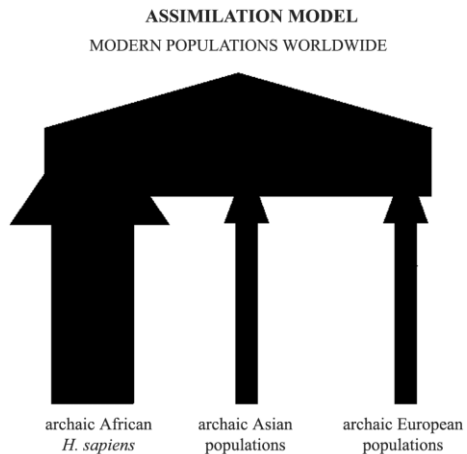 ASSIMILATION MODEL
MODERN POPULATIONS WORLDWIDE
archaic African
H. sapiens
archaic Asian
populations
archaic European
populations